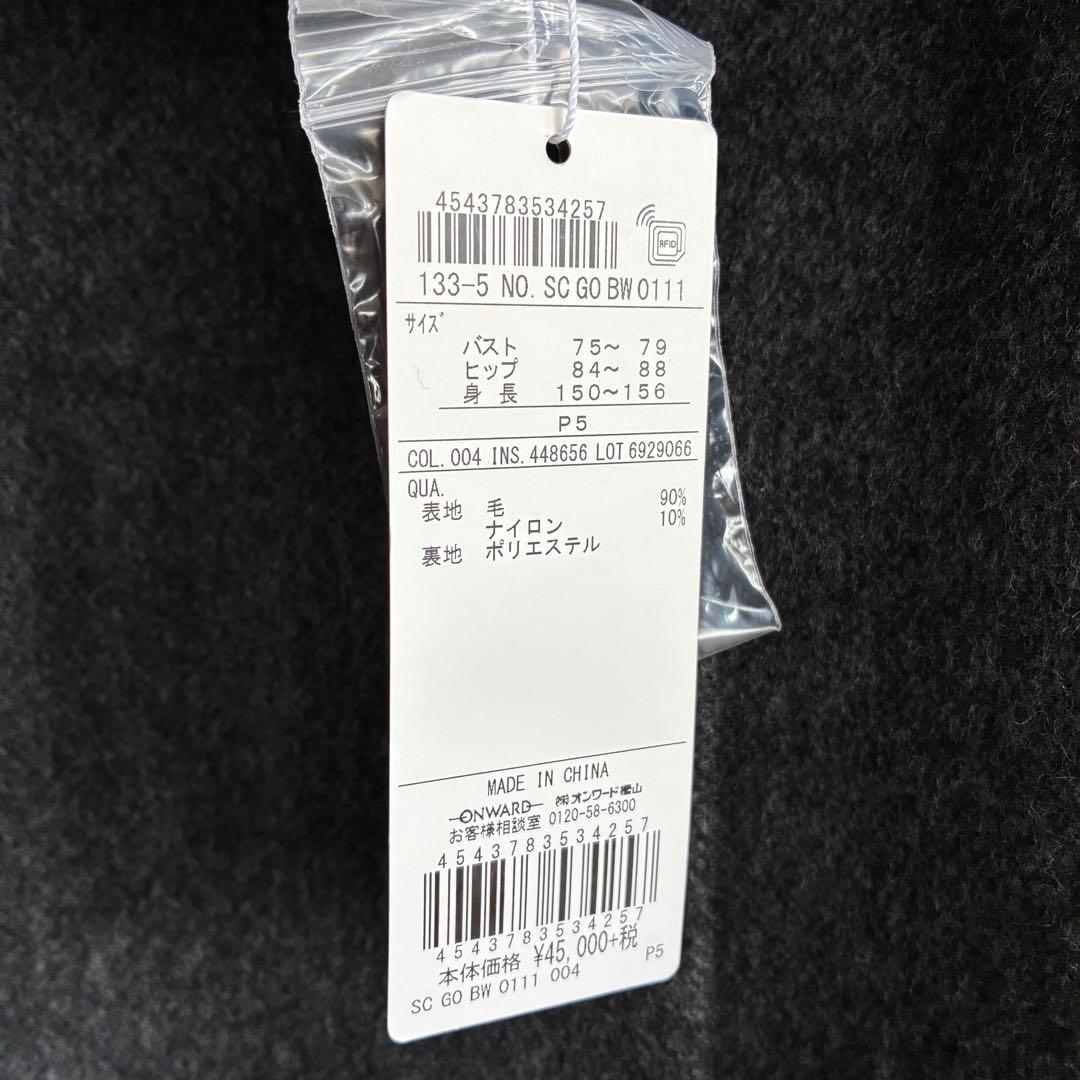 4543783534257
RFID
133-5 NO. SC GO BW 0111
サイズ
バスト 75～ 79
ヒップ 84～ 88
身 長 150～156
P5
COL.004 INS.448656 LOT 6929066
QUA.
表地 毛 90%
ナイロン 10%
裏地 ポリエステル
MADE IN CHINA
ONWARD ㈱オンワード樫山
お客様相談室 0120-58-6300
4543783534257
4543783534257
本体価格 ¥45,000+税
SC GO BW 0111 004 P5